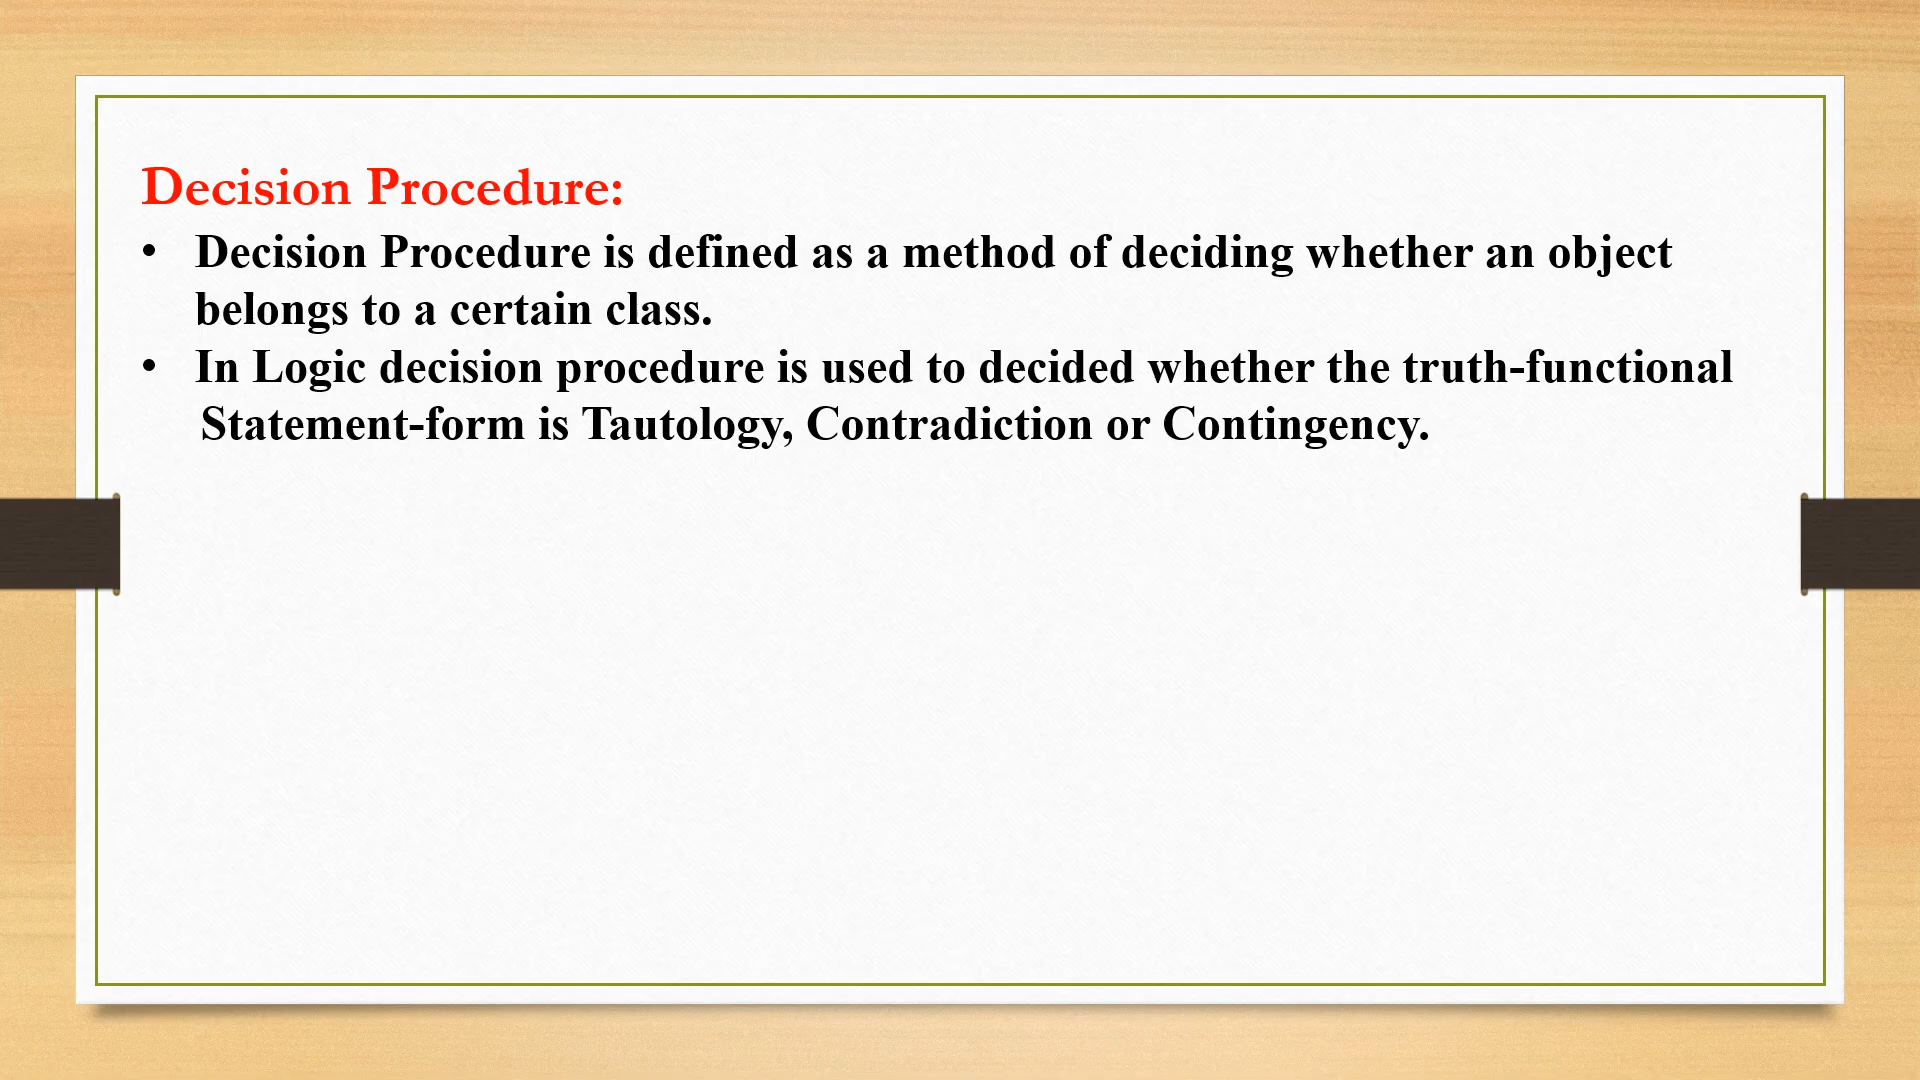 Decision Procedure:
• Decision Procedure is defined as a method of deciding whether an object
belongs to a certain class.
• In Logic decision procedure is used to decided whether the truth-functional
Statement-form is Tautology, Contradiction or Contingency.